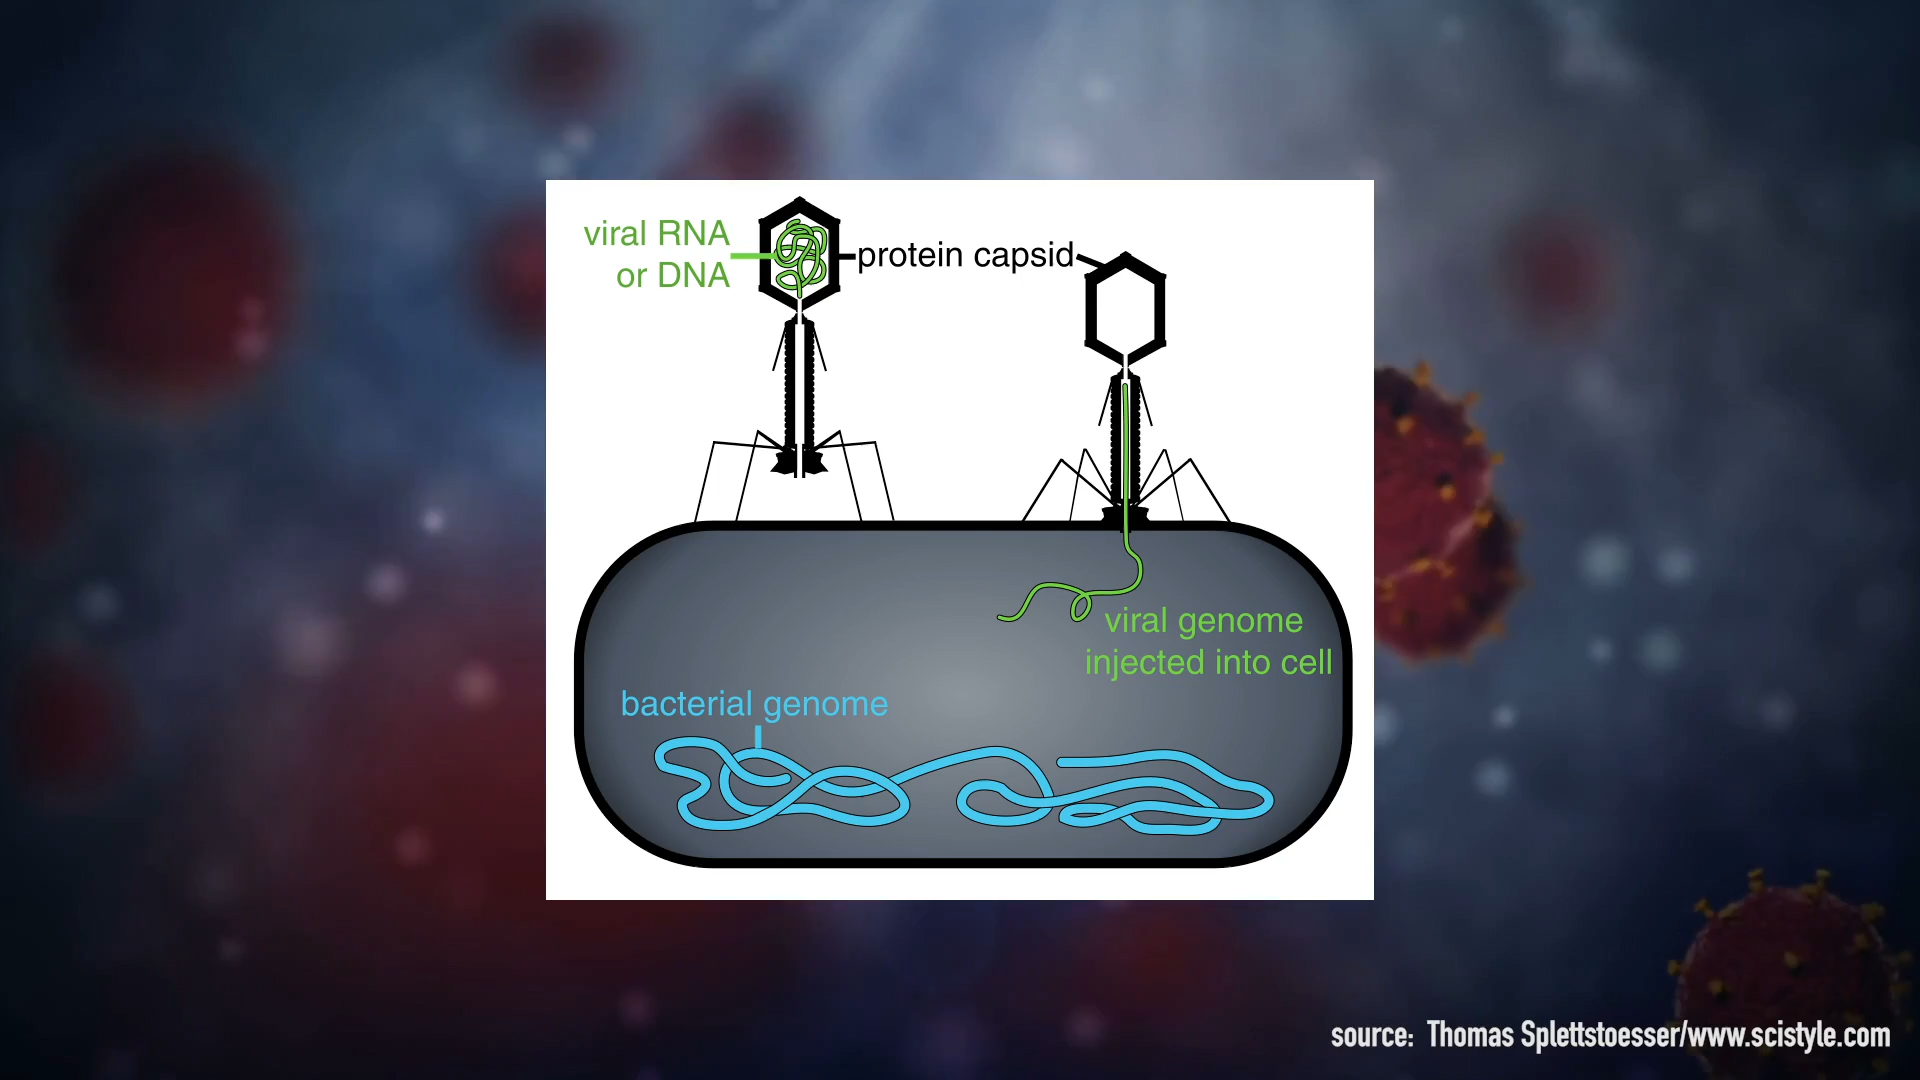 viral RNA
or DNA
protein capsid
viral genome
injected into cell
bacterial genome
source: Thomas Splettstoesser/www.scistyle.com